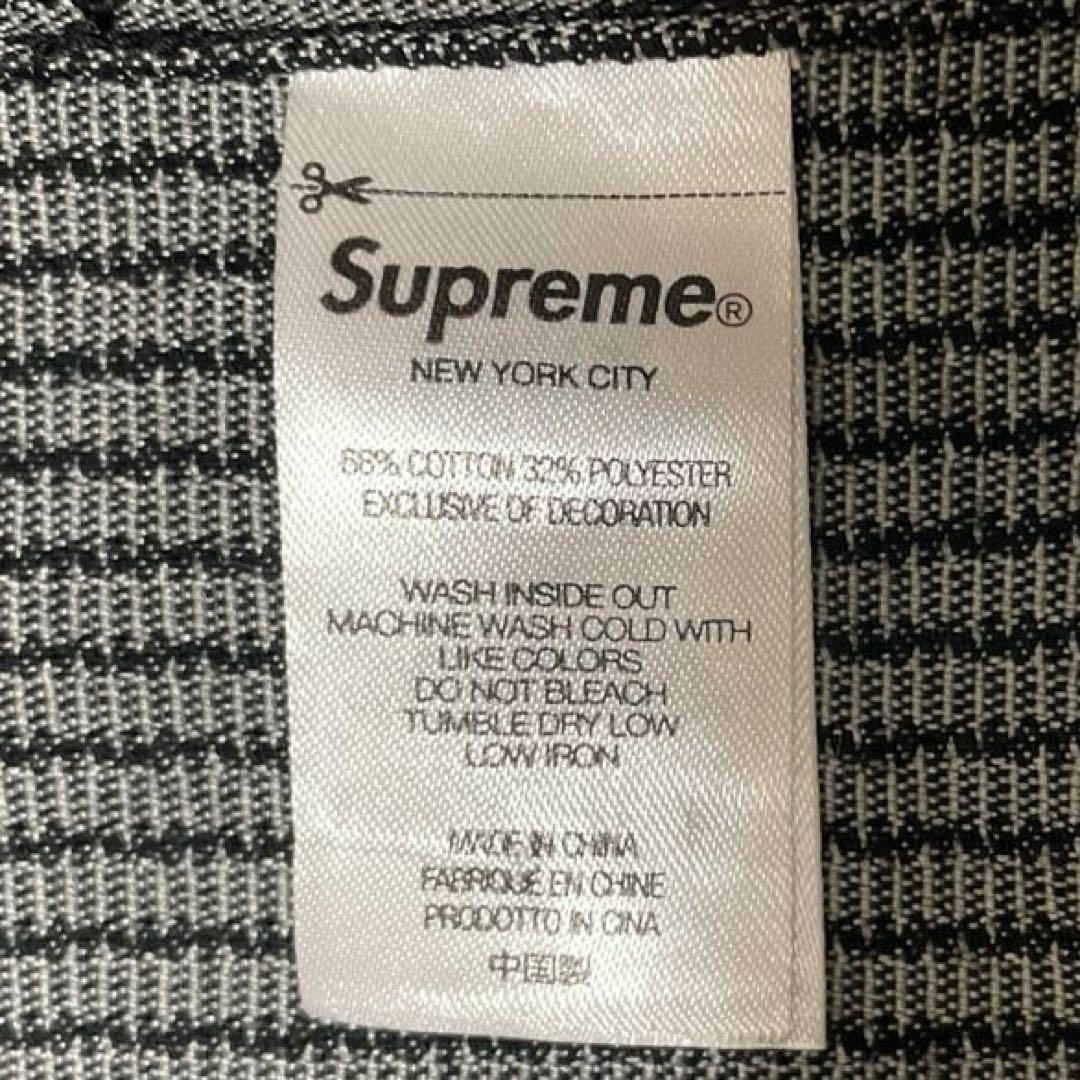 Supreme®
NEW YORK CITY
COTTON 32% POLYESTER
EXCLUSIVE OF DECORATION
WASH INSIDE OUT
MACHINE WASH COLD WITH
LIKE COLORS
DO NOT BLEACH
TUMBLE DRY LOW
LOW IRON
MADE IN CHINA
FABRIQUÉ EN CHINE
PRODOTTO IN CINA
中国製